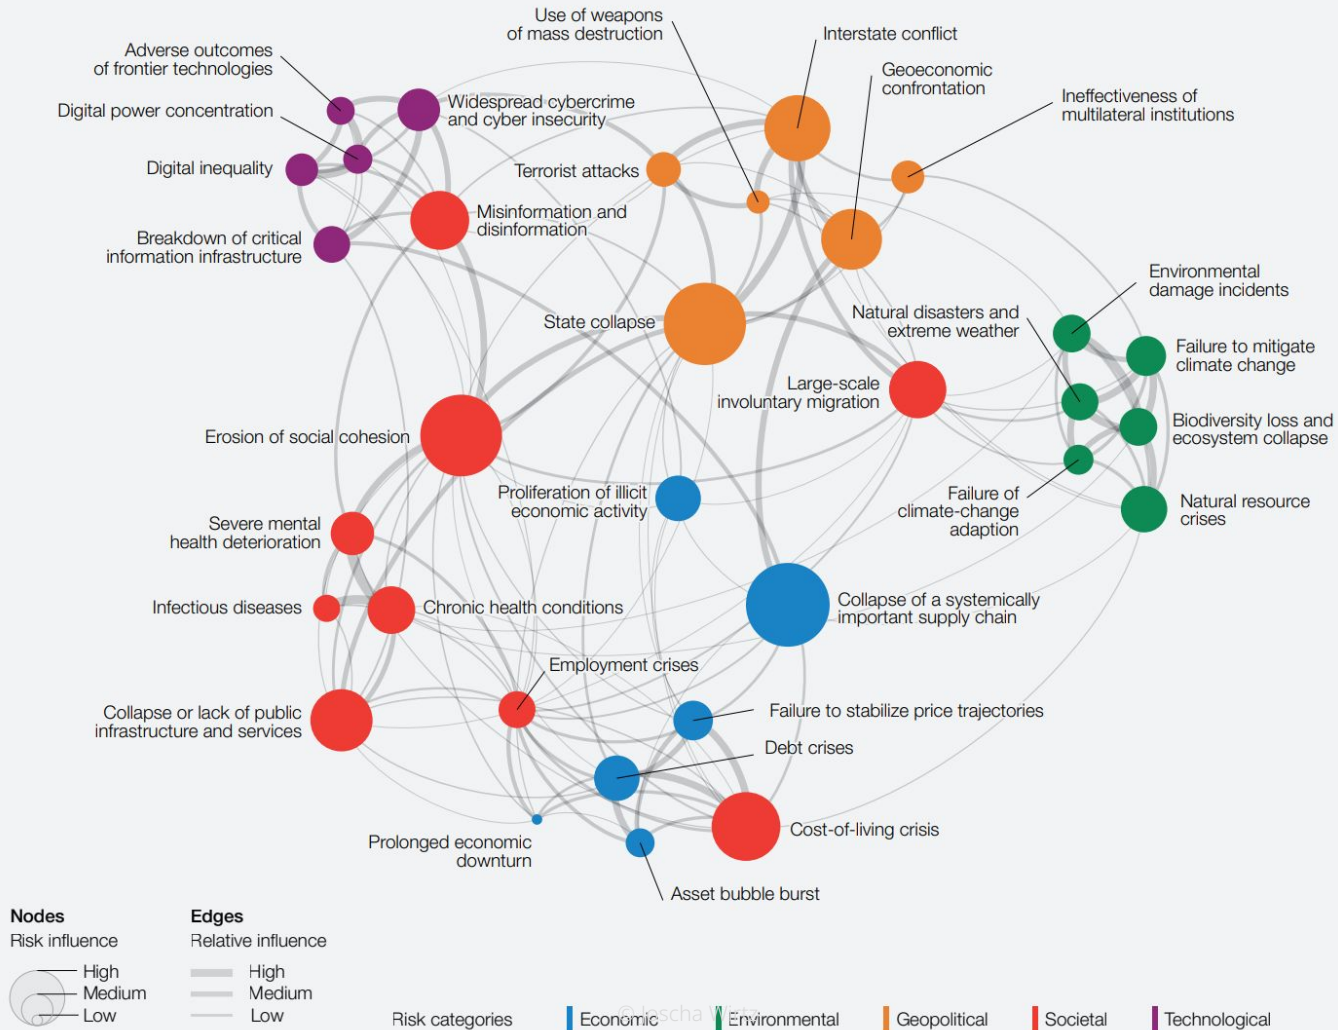 Use of weapons
of mass destruction
Interstate conflict
Adverse outcomes
of frontier technologies
Geoeconomic
confrontation
Digital power concentration
Widespread cybercrime
and cyber insecurity
Ineffectiveness of
multilateral institutions
Digital inequality
Terrorist attacks
Misinformation and
disinformation
Breakdown of critical
information infrastructure
Environmental
damage incidents
State collapse
Natural disasters and
extreme weather
Failure to mitigate
climate change
Large-scale
involuntary migration
Biodiversity loss and
ecosystem collapse
Erosion of social cohesion
Proliferation of illicit
economic activity
Failure of
climate-change
adaption
Natural resource
crises
Severe mental
health deterioration
Infectious diseases
Chronic health conditions
Collapse of a systemically
important supply chain
Employment crises
Collapse or lack of public
infrastructure and services
Failure to stabilize price trajectories
Debt crises
Prolonged economic
downturn
Cost-of-living crisis
Asset bubble burst
Nodes
Risk influence
High
Medium
Low
Edges
Relative influence
High
Medium
Low
Risk categories
Economic
Environmental
Geopolitical
Societal
Technological